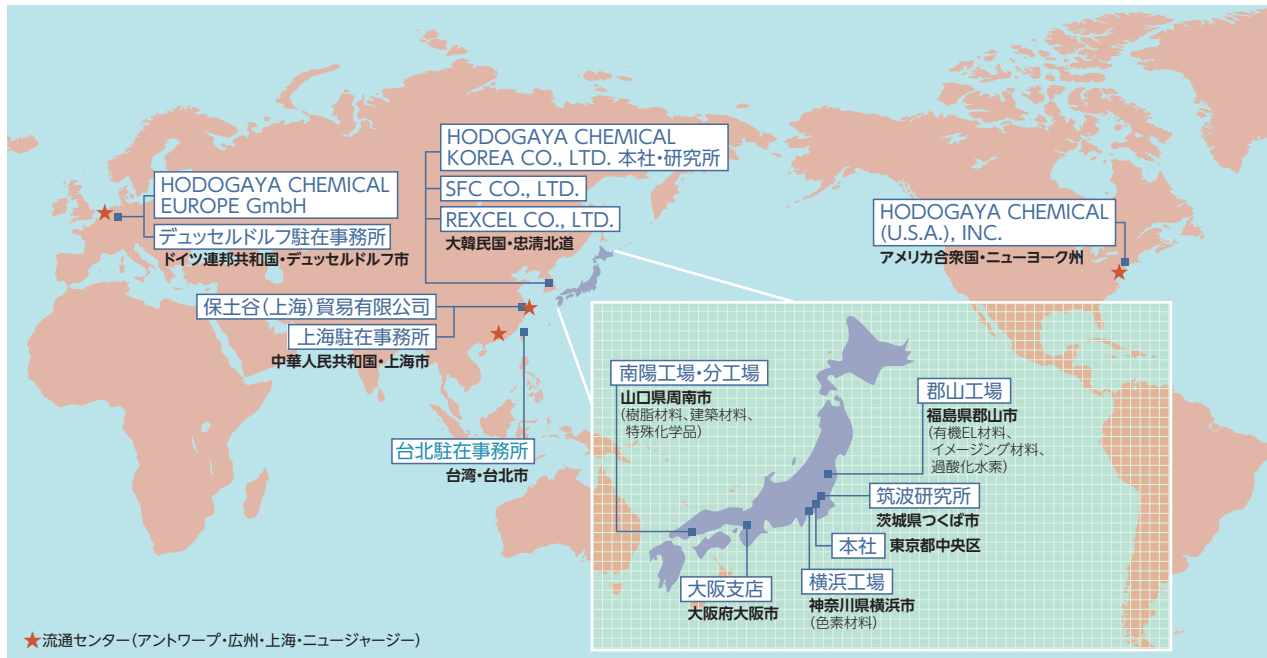 HODOGAYA CHEMICAL
KOREA CO., LTD. 本社・研究所
SFC CO., LTD.
REXCEL CO., LTD.
大韓民国・忠清北道
HODOGAYA CHEMICAL
EUROPE GmbH
デュッセルドルフ駐在事務所
ドイツ連邦共和国・デュッセルドルフ市
HODOGAYA CHEMICAL
(U.S.A.), INC.
アメリカ合衆国・ニューヨーク州
保土谷（上海）貿易有限公司
上海駐在事務所
中華人民共和国・上海市
台北駐在事務所
台湾・台北市
南陽工場・分工場
山口県周南市
（樹脂材料、建築材料、
特殊化学品）
郡山工場
福島県郡山市
（有機EL材料、
イメージング材料、
過酸化水素）
筑波研究所
茨城県つくば市
本社 東京都中央区
大阪支店
大阪府大阪市
横浜工場
神奈川県横浜市
（色素材料）
★流通センター（アントワープ・広州・上海・ニュージャージー）